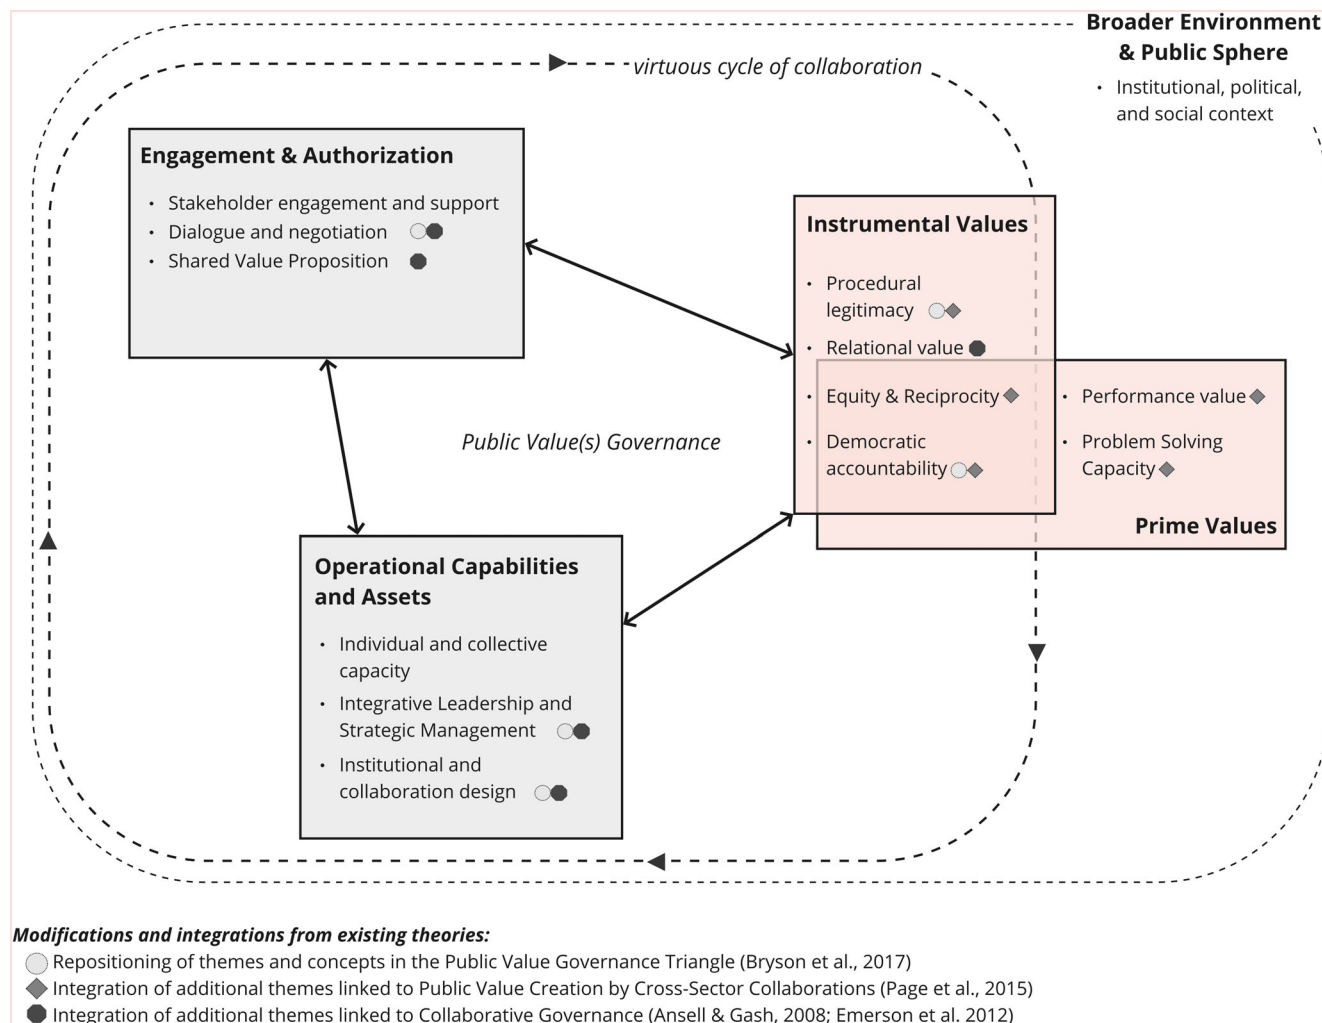 Broader Environment
& Public Sphere
• Institutional, political,
and social context
virtuous cycle of collaboration
Engagement & Authorization
• Stakeholder engagement and support
• Dialogue and negotiation
• Shared Value Proposition
Instrumental Values
• Procedural
legitimacy
• Relational value
• Equity & Reciprocity
• Democratic
accountability
• Performance value
• Problem Solving
Capacity
Prime Values
Public Value(s) Governance
Operational Capabilities
and Assets
• Individual and collective
capacity
• Integrative Leadership and
Strategic Management
• Institutional and
collaboration design
Modifications and integrations from existing theories:
Repositioning of themes and concepts in the Public Value Governance Triangle (Bryson et al., 2017)
Integration of additional themes linked to Public Value Creation by Cross-Sector Collaborations (Page et al., 2015)
Integration of additional themes linked to Collaborative Governance (Ansell & Gash, 2008; Emerson et al. 2012)